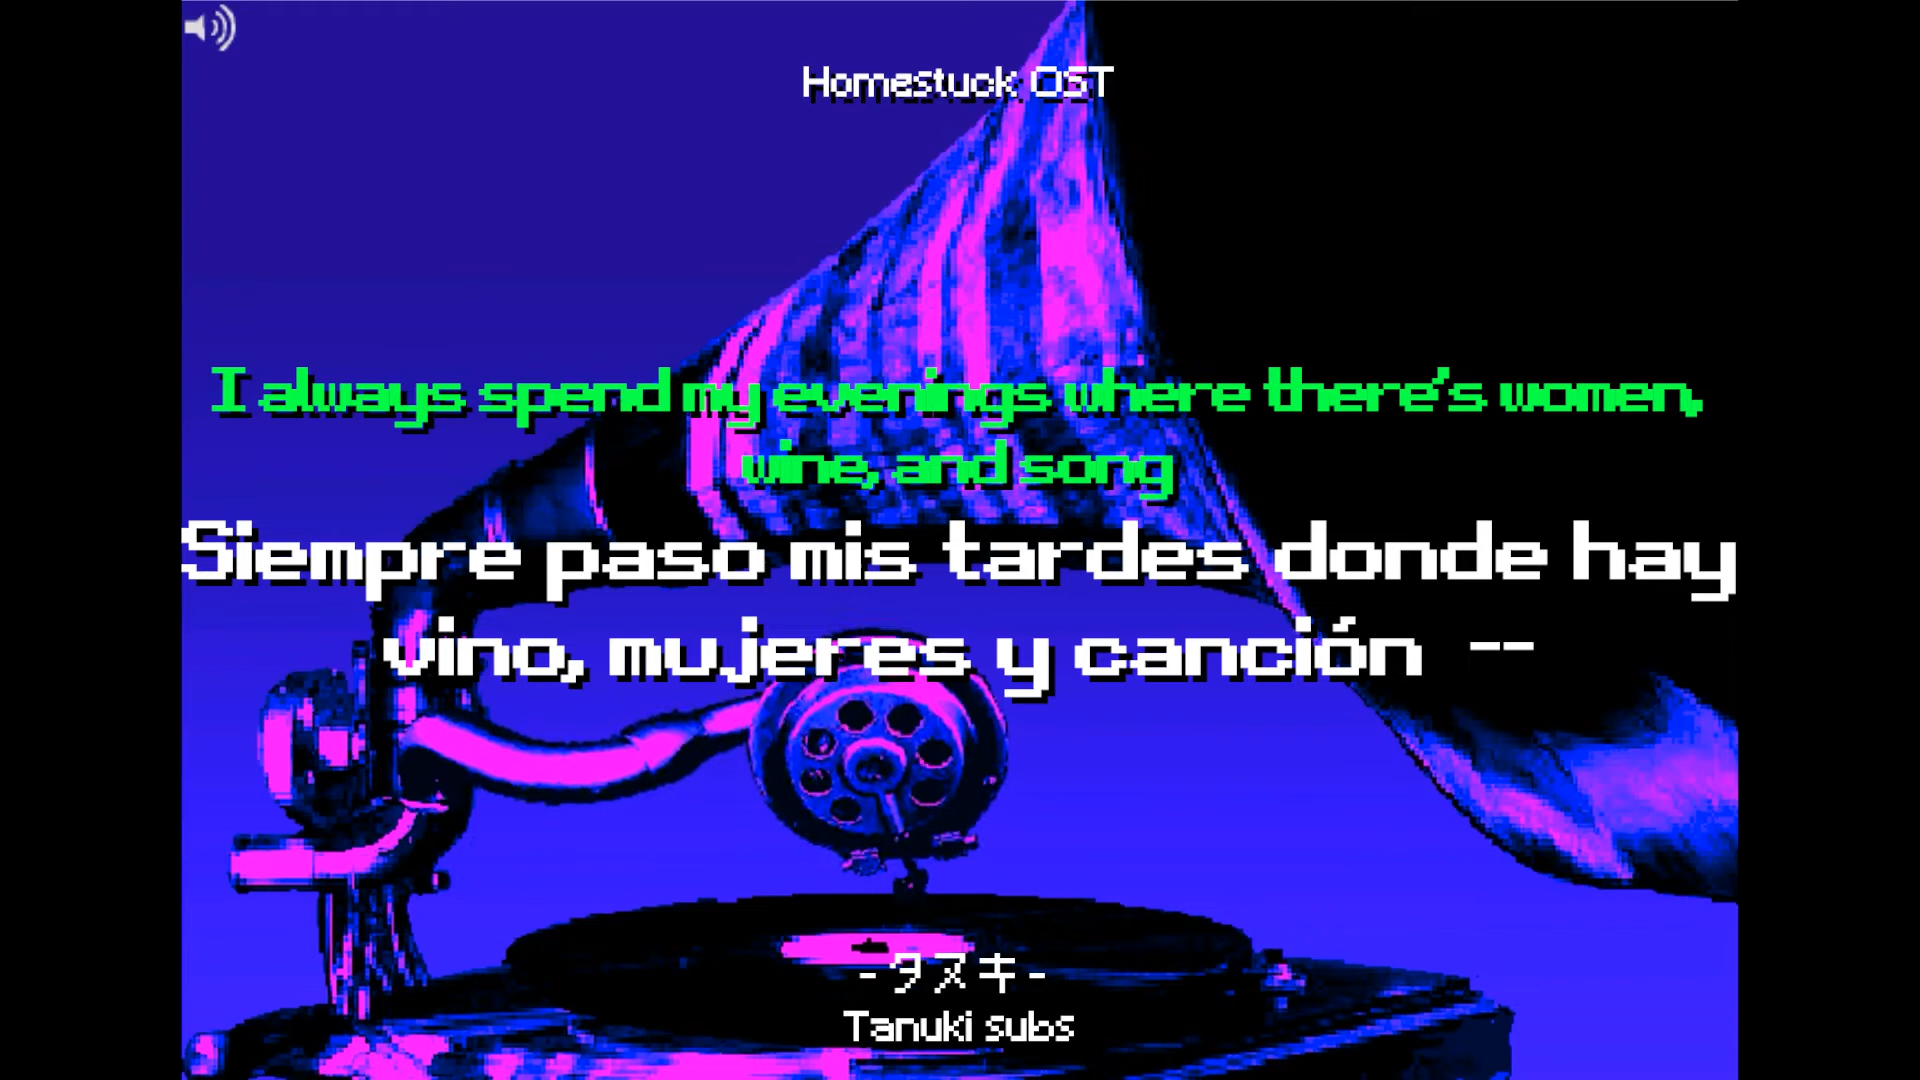 Homestuck OST
I always spend my evenings where there's women,
wine, and song
Siempre paso mis tardes donde hay
vino, mujeres y canción --
-タヌキ-
Tanuki subs